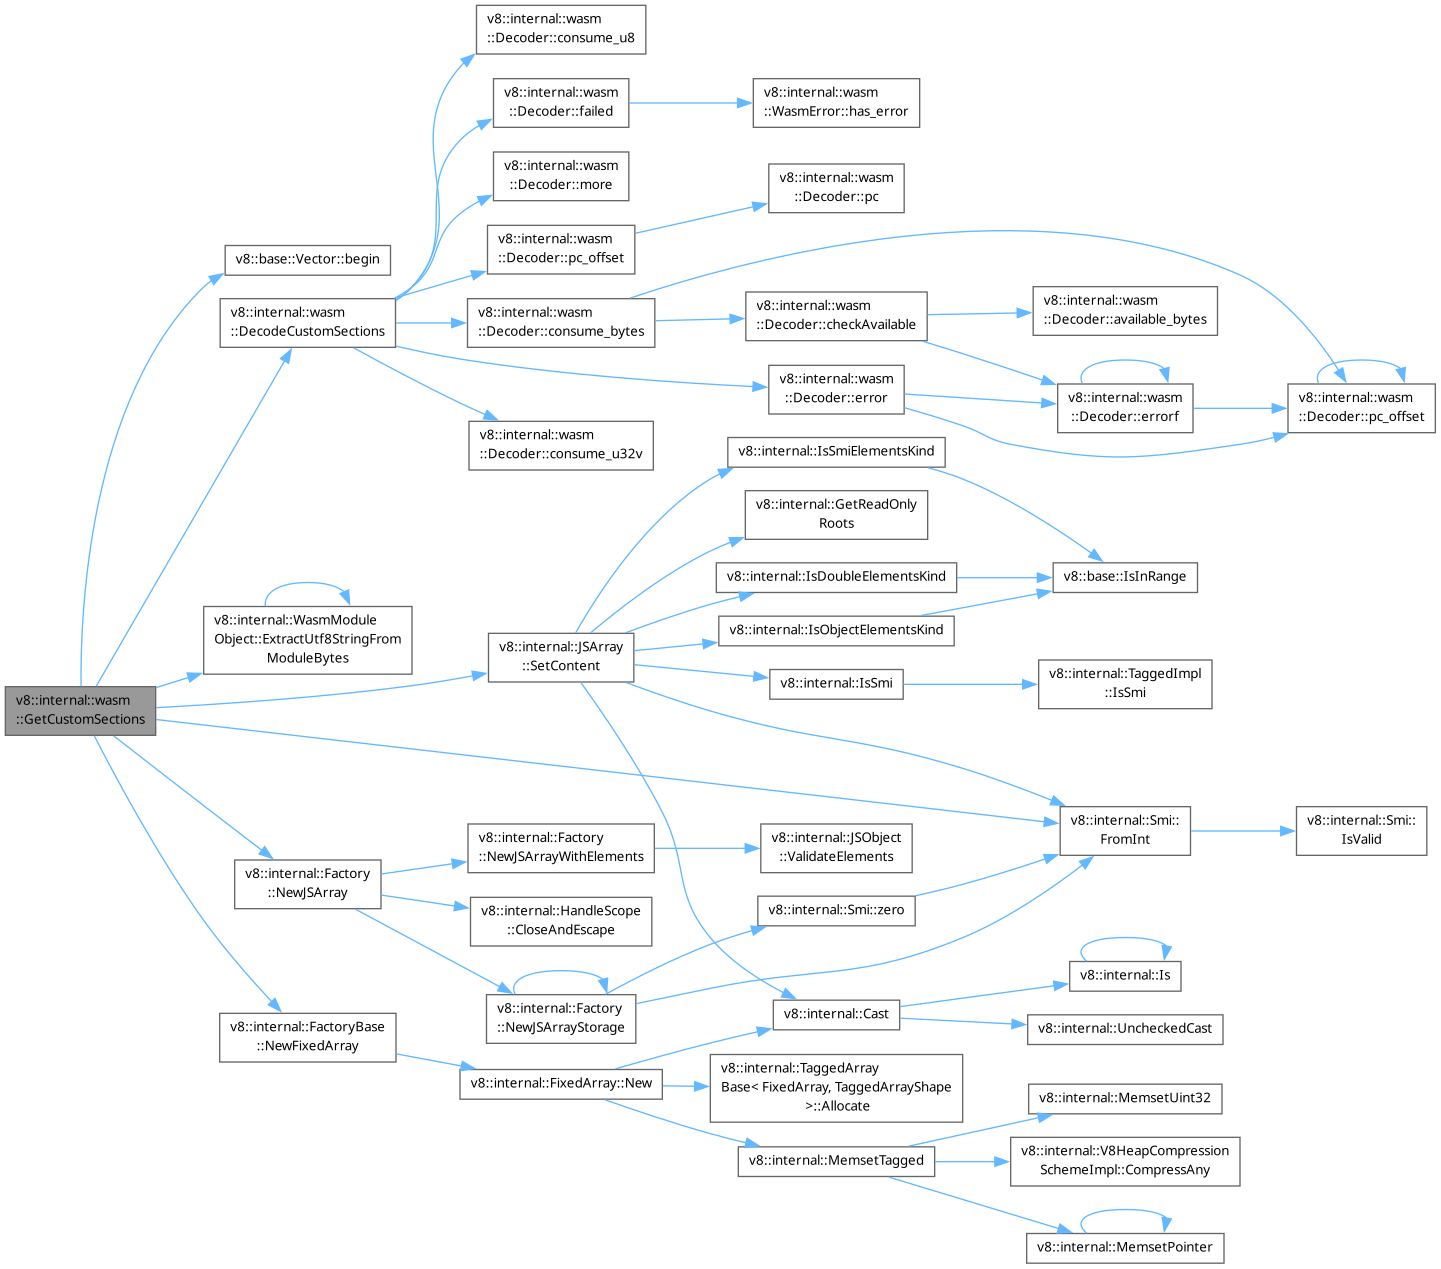 v8::internal::wasm
::Decoder::consume_u8
v8::internal::wasm
::Decoder::failed
v8::internal::wasm
::WasmError::has_error
v8::internal::wasm
::Decoder::more
v8::internal::wasm
::Decoder::pc
v8::internal::wasm
::Decoder::pc_offset
v8::base::Vector::begin
v8::internal::wasm
::DecodeCustomSections
v8::internal::wasm
::Decoder::consume_bytes
v8::internal::wasm
::Decoder::checkAvailable
v8::internal::wasm
::Decoder::available_bytes
v8::internal::wasm
::Decoder::error
v8::internal::wasm
::Decoder::errorf
v8::internal::wasm
::Decoder::pc_offset
v8::internal::wasm
::Decoder::consume_u32v
v8::internal::IsSmiElementsKind
v8::internal::GetReadOnly
Roots
v8::internal::IsDoubleElementsKind
v8::base::IsInRange
v8::internal::WasmModule
Object::ExtractUtf8StringFrom
ModuleBytes
v8::internal::IsObjectElementsKind
v8::internal::JSArray
::SetContent
v8::internal::IsSmi
v8::internal::TaggedImpl
::IsSmi
v8::internal::wasm
::GetCustomSections
v8::internal::Smi::
FromInt
v8::internal::Smi::
IsValid
v8::internal::Factory
::NewJSArrayWithElements
v8::internal::JSObject
::ValidateElements
v8::internal::Factory
::NewJSArray
v8::internal::HandleScope
::CloseAndEscape
v8::internal::Smi::zero
v8::internal::Factory
::NewJSArrayStorage
v8::internal::Is
v8::internal::Cast
v8::internal::UncheckedCast
v8::internal::FactoryBase
::NewFixedArray
v8::internal::FixedArray::New
v8::internal::TaggedArray
Base< FixedArray, TaggedArrayShape
>::Allocate
v8::internal::MemsetUint32
v8::internal::MemsetTagged
v8::internal::V8HeapCompression
SchemeImpl::CompressAny
v8::internal::MemsetPointer